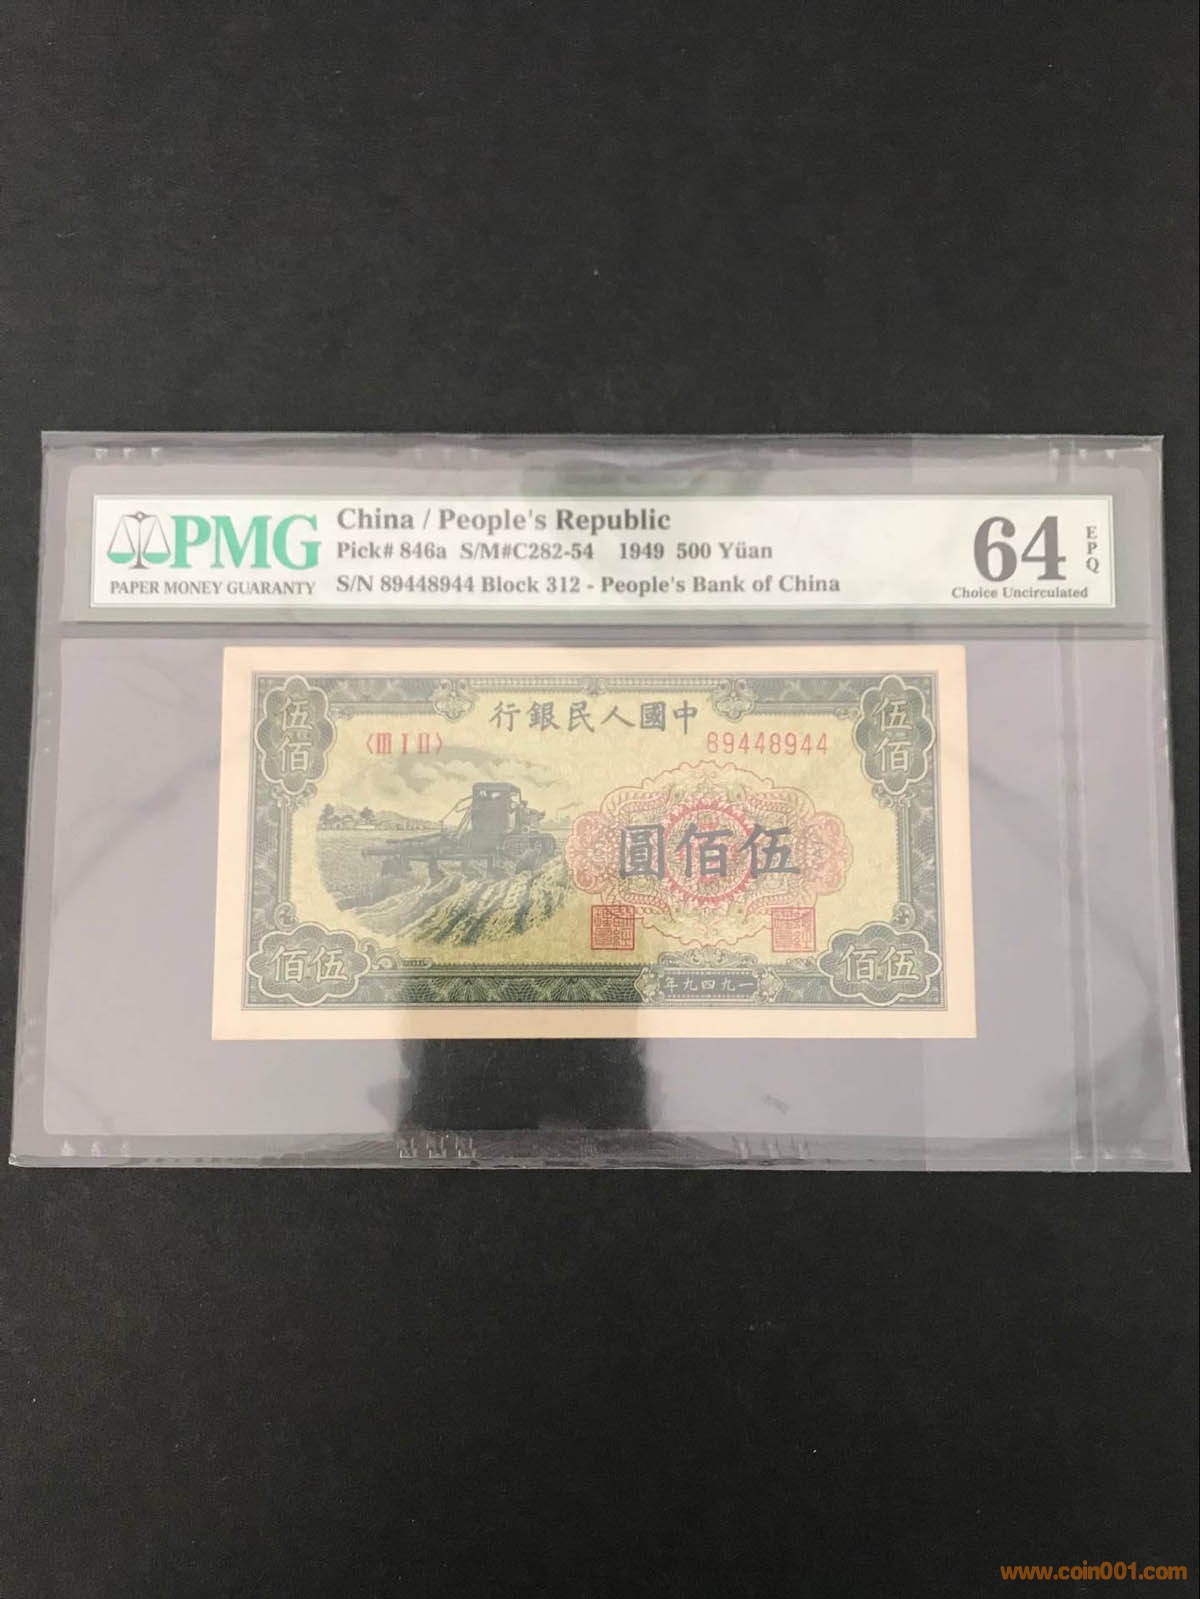 PMG
PAPER MONEY GUARANTY
China / People's Republic
Pick# 846a S/M#C282-54 1949 500 Yüan
S/N 89448944 Block 312 - People's Bank of China
64 EPQ
Choice Uncirculated
伍佰
行銀民人國中
伍佰
〈III I II〉
89448944
圓佰伍
佰伍
年九四九一
佰伍
www.coin001.com